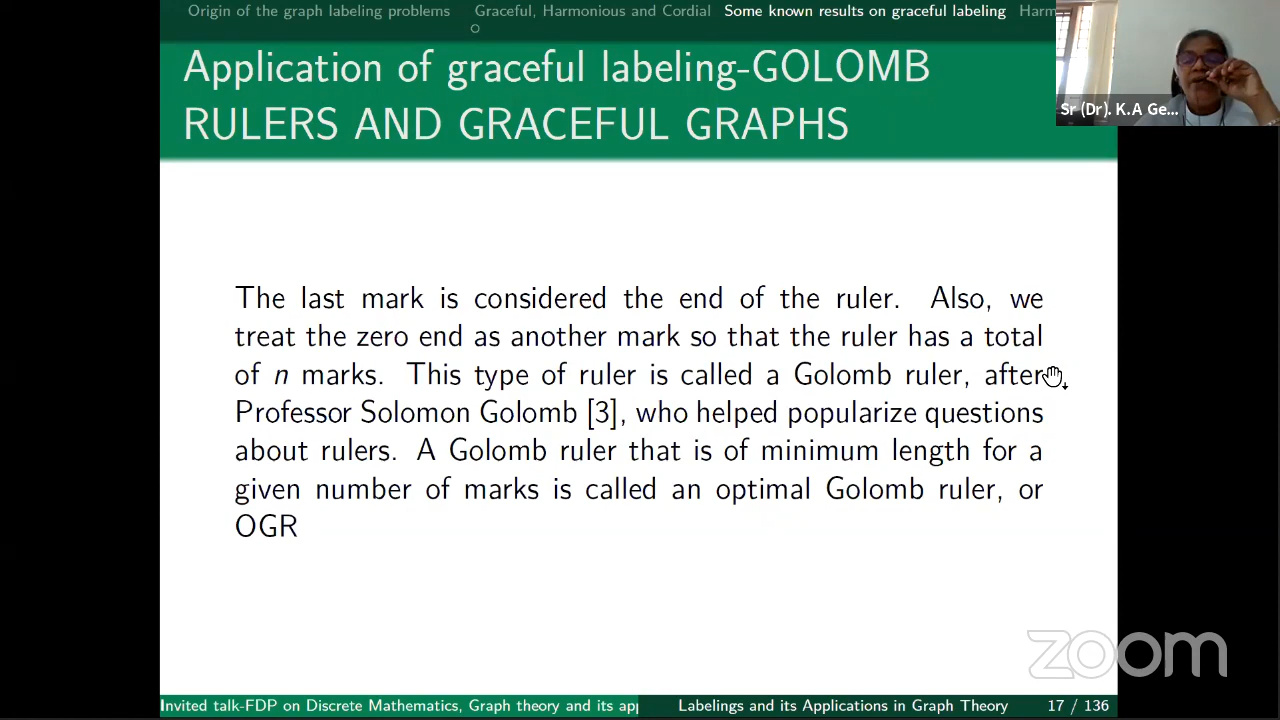 Origin of the graph labeling problems Graceful, Harmonious and Cordial Some known results on graceful labeling Harm
Application of graceful labeling-GOLOMB
RULERS AND GRACEFUL GRAPHS
Sr (Dr). K.A Ge...
The last mark is considered the end of the ruler. Also, we
treat the zero end as another mark so that the ruler has a total
of n marks. This type of ruler is called a Golomb ruler, after
Professor Solomon Golomb [3], who helped popularize questions
about rulers. A Golomb ruler that is of minimum length for a
given number of marks is called an optimal Golomb ruler, or
OGR
zoom
Invited talk-FDP on Discrete Mathematics, Graph theory and its app Labelings and its Applications in Graph Theory 17 / 136